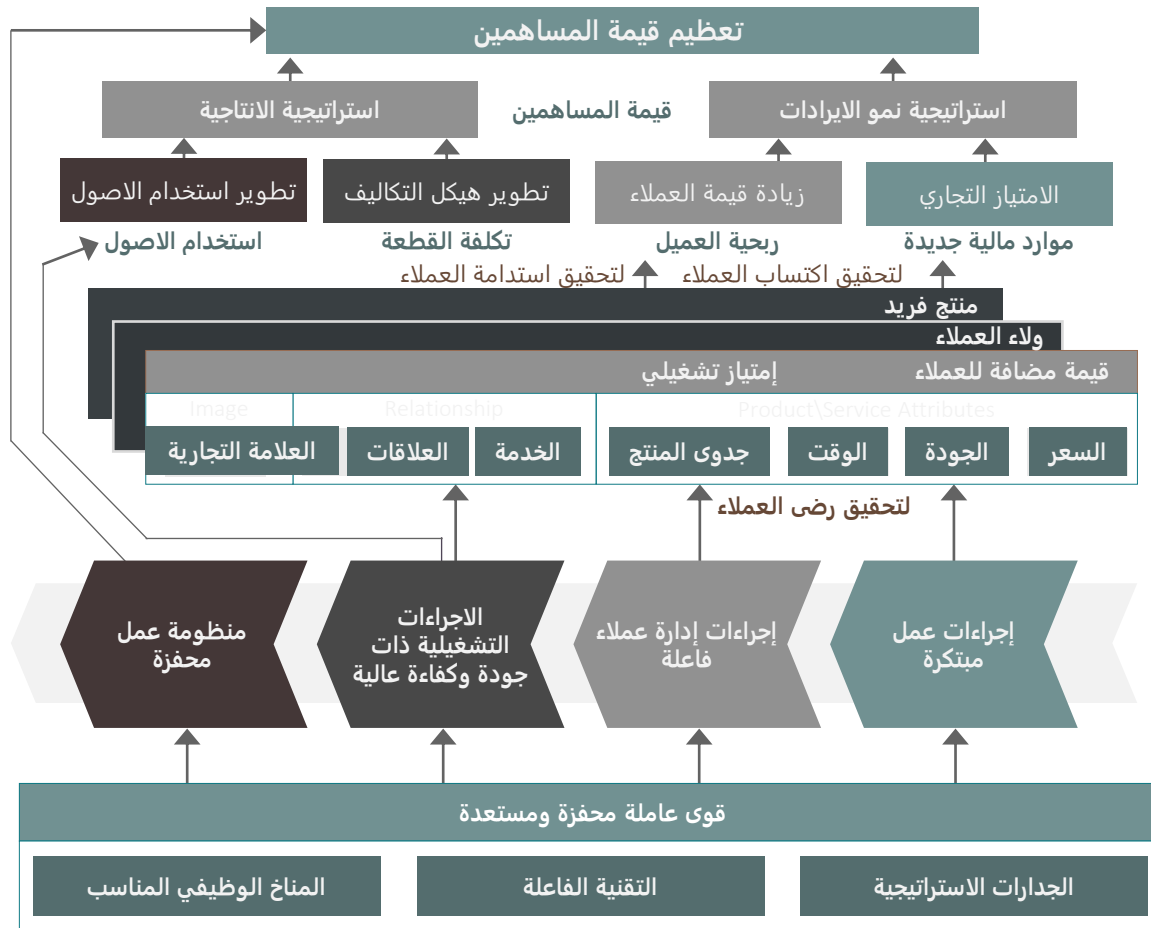 تعظيم قيمة المساهمين
استراتيجية نمو الايرادات
قيمة المساهمين
استراتيجية الانتاجية
الامتياز التجاري
زيادة قيمة العملاء
تطوير هيكل التكاليف
تطوير استخدام الاصول
موارد مالية جديدة
ربحية العميل
تكلفة القطعة
استخدام الاصول
لتحقيق اكتساب العملاء
لتحقيق استدامة العملاء
منتج فريد
ولاء العملاء
قيمة مضافة للعملاء
إمتياز تشغيلي
Product\Service Attributes
Relationship
Image
السعر
الجودة
الوقت
جدوى المنتج
الخدمة
العلاقات
العلامة التجارية
لتحقيق رضى العملاء
إجراءات عمل
مبتكرة
إجراءات إدارة عملاء
فاعلة
الاجراءات
التشغيلية ذات
جودة وكفاءة عالية
منظومة عمل
محفزة
قوى عاملة محفزة ومستعدة
الجدارات الاستراتيجية
التقنية الفاعلة
المناخ الوظيفي المناسب